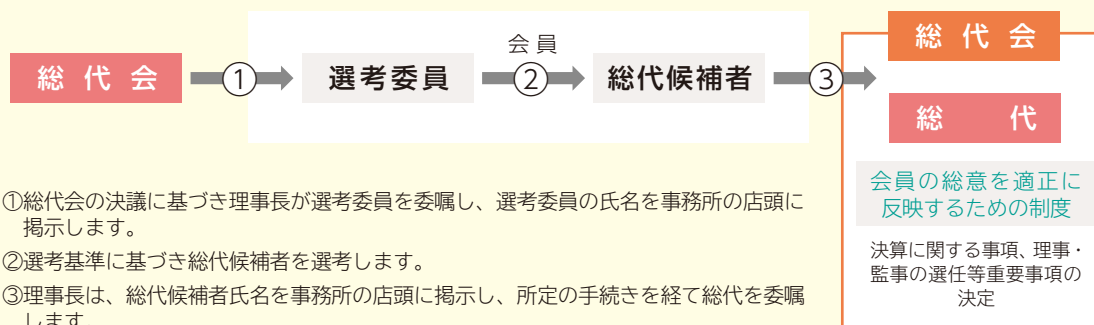 総代会
会員
総代会
①
選考委員
②
総代候補者
③
総代
会員の総意を適正に
反映するための制度
決算に関する事項、理事・
監事の選任等重要事項の
決定
①総代会の決議に基づき理事長が選考委員を委嘱し、選考委員の氏名を事務所の店頭に
掲示します。
②選考基準に基づき総代候補者を選考します。
③理事長は、総代候補者氏名を事務所の店頭に掲示し、所定の手続きを経て総代を委嘱
します。